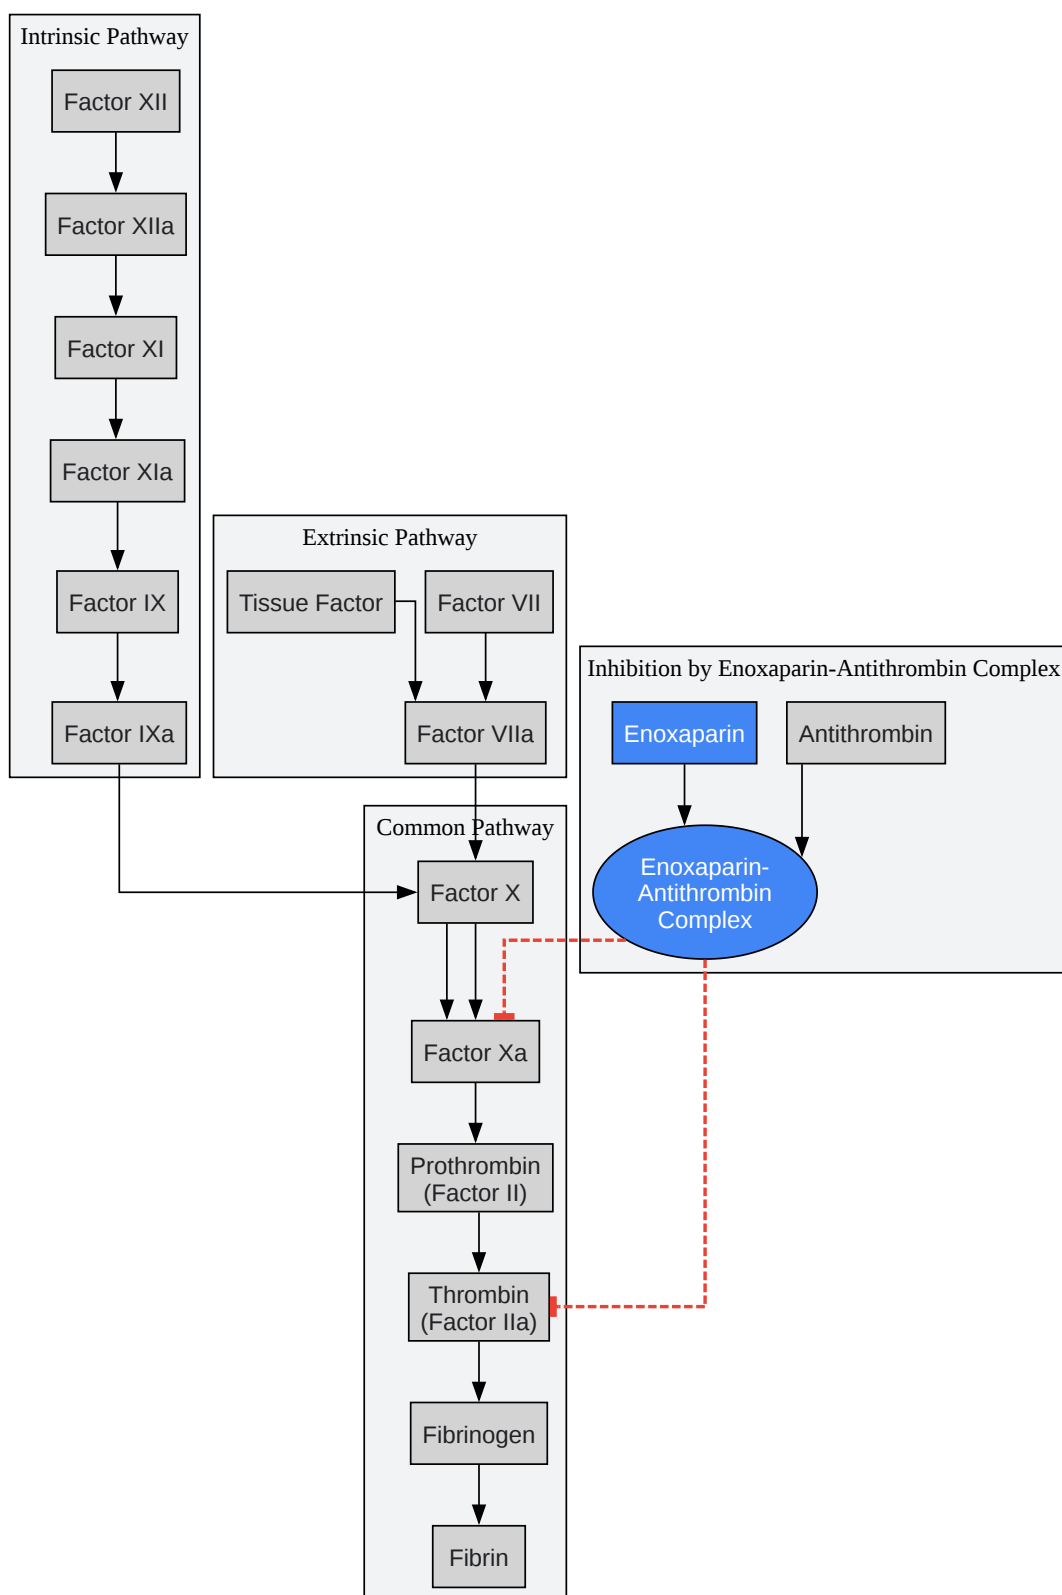 Intrinsic Pathway
Factor XII
Factor XIIa
Factor XI
Factor XIa
Factor IX
Factor IXa
Extrinsic Pathway
Tissue Factor
Factor VII
Factor VIIa
Inhibition by Enoxaparin-Antithrombin Complex
Enoxaparin
Antithrombin
Enoxaparin-
Antithrombin
Complex
Common Pathway
Factor X
Factor Xa
Prothrombin
(Factor II)
Thrombin
(Factor IIa)
Fibrinogen
Fibrin